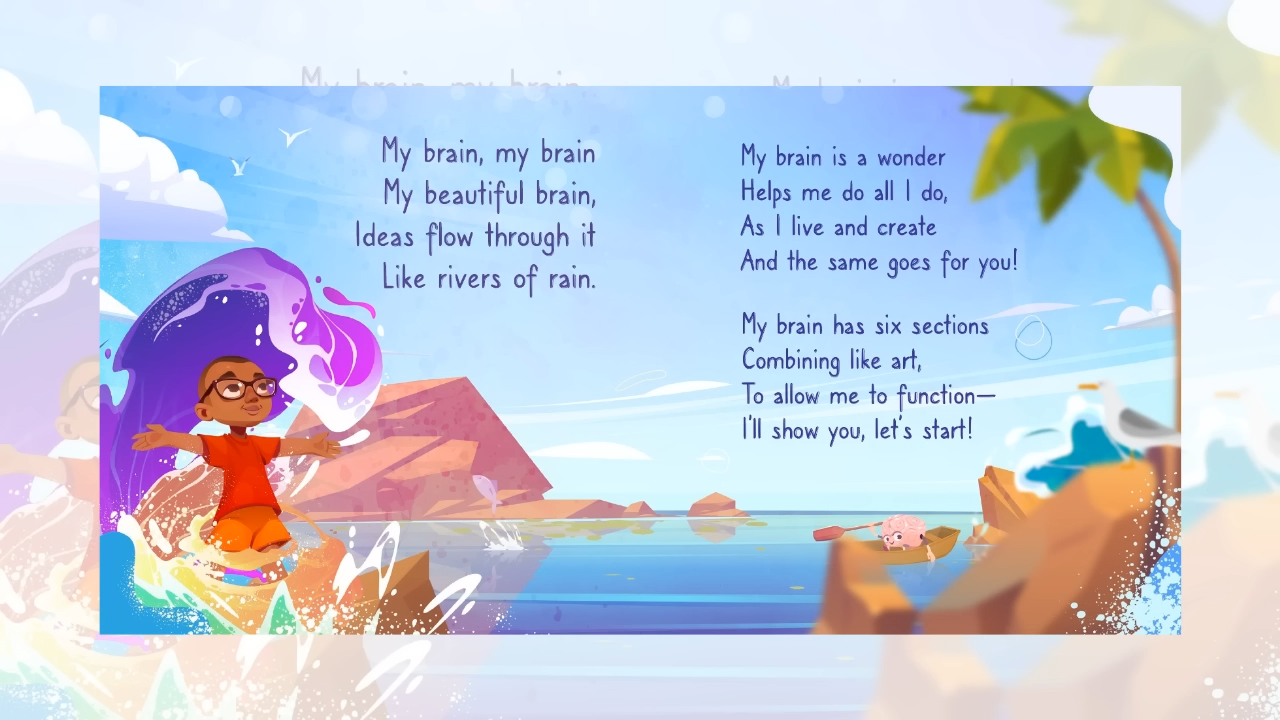 My brain, my brain
My beautiful brain,
Ideas flow through it
Like rivers of rain.
My brain is a wonder
Helps me do all I do,
As I live and create
And the same goes for you!
My brain has six sections
Combining like art,
To allow me to function—
I'll show you, let's start!